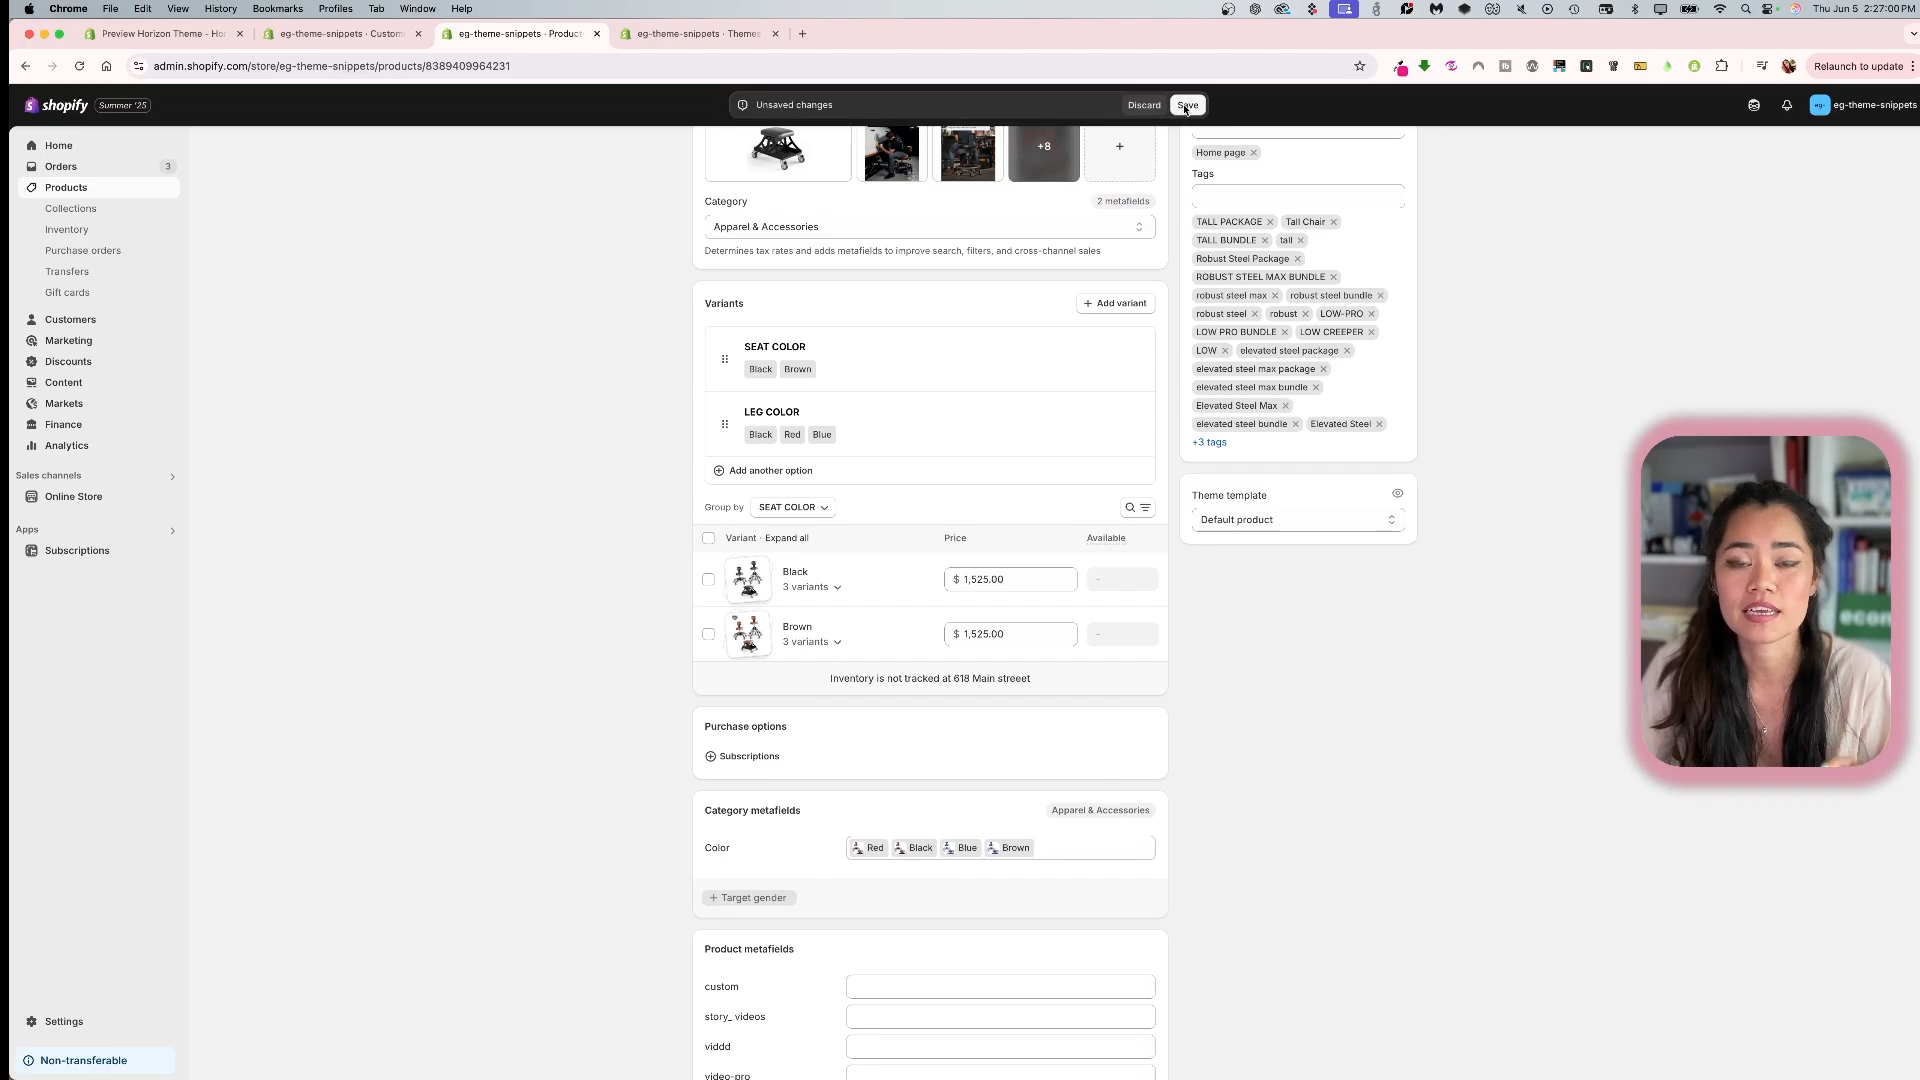 Chrome File Edit View History Bookmarks Profiles Tab Window Help
Thu Jun 5 2:27:00 PM
Preview Horizon Theme - Ho
eg-theme-snippets · Custom
eg-theme-snippets · Product
eg-theme-snippets · Themes
admin.shopify.com/store/eg-theme-snippets/products/8389409964231
Relaunch to update
shopify Summer '25
Unsaved changes
Discard
Save
eg-theme-snippets
Home
Orders 3
Products
Collections
Inventory
Purchase orders
Transfers
Gift cards
Customers
Marketing
Discounts
Content
Markets
Finance
Analytics
Sales channels
Online Store
Apps
Subscriptions
Settings
Non-transferable
+8
Category
2 metafields
Apparel & Accessories
Determines tax rates and adds metafields to improve search, filters, and cross-channel sales
Variants
Add variant
SEAT COLOR
Black Brown
LEG COLOR
Black Red Blue
Add another option
Group by SEAT COLOR
Variant · Expand all
Price
Available
Black
3 variants
$ 1,525.00
-
Brown
3 variants
$ 1,525.00
-
Inventory is not tracked at 618 Main streeet
Purchase options
Subscriptions
Category metafields
Apparel & Accessories
Color
Red Black Blue Brown
+ Target gender
Product metafields
custom
story_ videos
viddd
video-pro
Home page
Tags
TALL PACKAGE Tall Chair
TALL BUNDLE tall
Robust Steel Package
ROBUST STEEL MAX BUNDLE
robust steel max robust steel bundle
robust steel robust LOW-PRO
LOW PRO BUNDLE LOW CREEPER
LOW elevated steel package
elevated steel max package
elevated steel max bundle
Elevated Steel Max
elevated steel bundle Elevated Steel
+3 tags
Theme template
Default product
econ